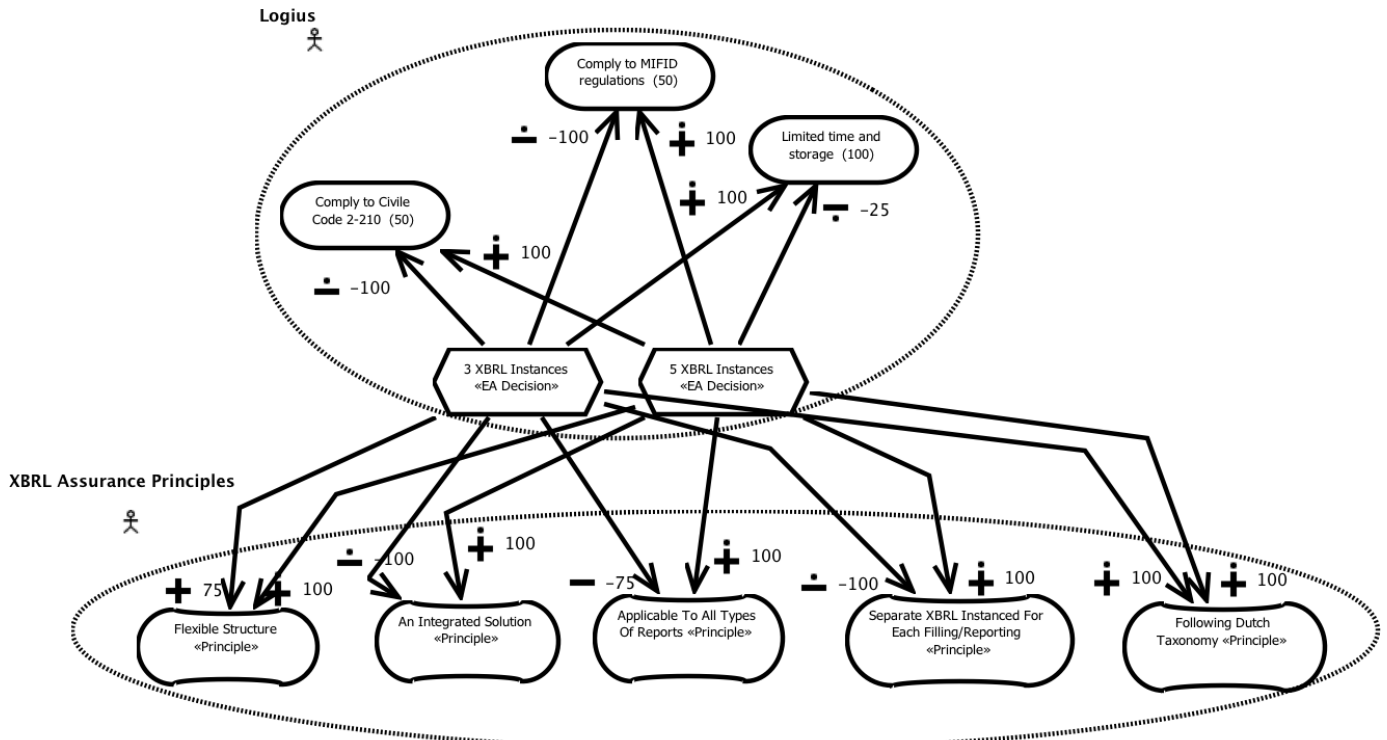 Logius
Comply to MIFID
regulations (50)
-100
100
Limited time and
storage (100)
100
-25
Comply to Civile
Code 2-210 (50)
100
-100
3 XBRL Instances
«EA Decision»
5 XBRL Instances
«EA Decision»
XBRL Assurance Principles
75
100
-100
100
-75
100
-100
100
100
100
Flexible Structure
«Principle»
An Integrated Solution
«Principle»
Applicable To All Types
Of Reports «Principle»
Separate XBRL Instanced For
Each Filling/Reporting
«Principle»
Following Dutch
Taxonomy «Principle»